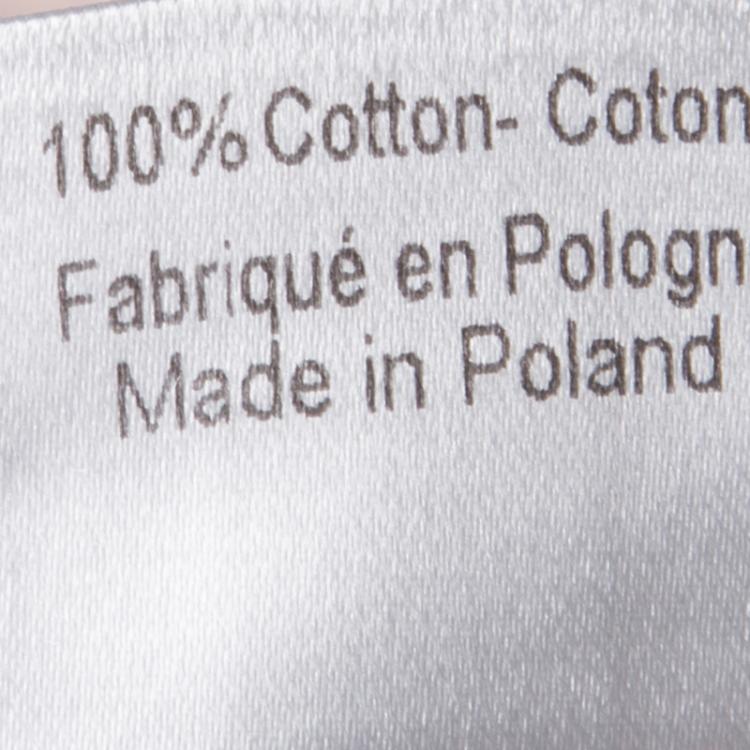 100% Cotton- Coton
Fabriqué en Pologn
Made in Poland